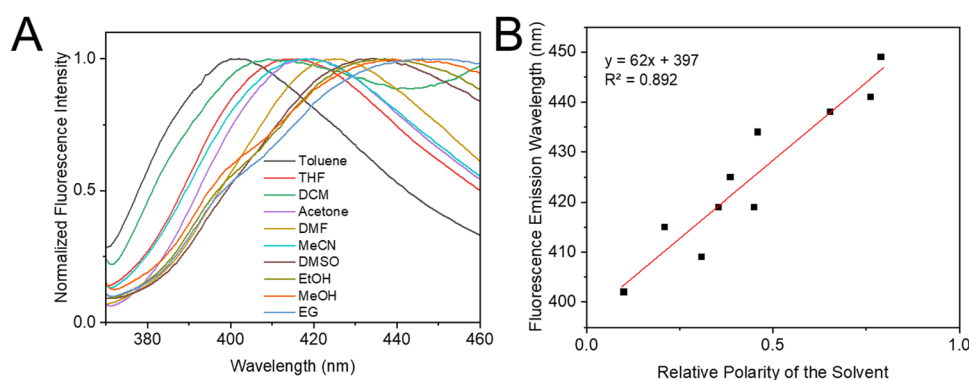 A
Normalized Fluorescence Intensity
1.0
0.5
0.0
Toluene
THF
DCM
Acetone
DMF
MeCN
DMSO
EtOH
MeOH
EG
380
400
420
440
460
Wavelength (nm)
B
Fluorescence Emission Wavelength (nm)
450
440
430
420
410
400
y = 62x + 397
R² = 0.892
0.0
0.5
1.0
Relative Polarity of the Solvent